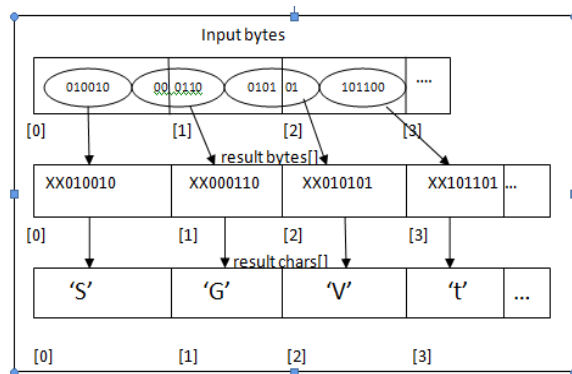 Input bytes
010010 00 0110 0101 01 101100 ....
[0] [1] [2] [3]
result bytes[]
XX010010 XX000110 XX010101 XX101101 ...
[0] [1] [2] [3]
result chars[]
‘S’ ‘G’ ‘V’ ‘t’ ...
[0] [1] [2] [3]